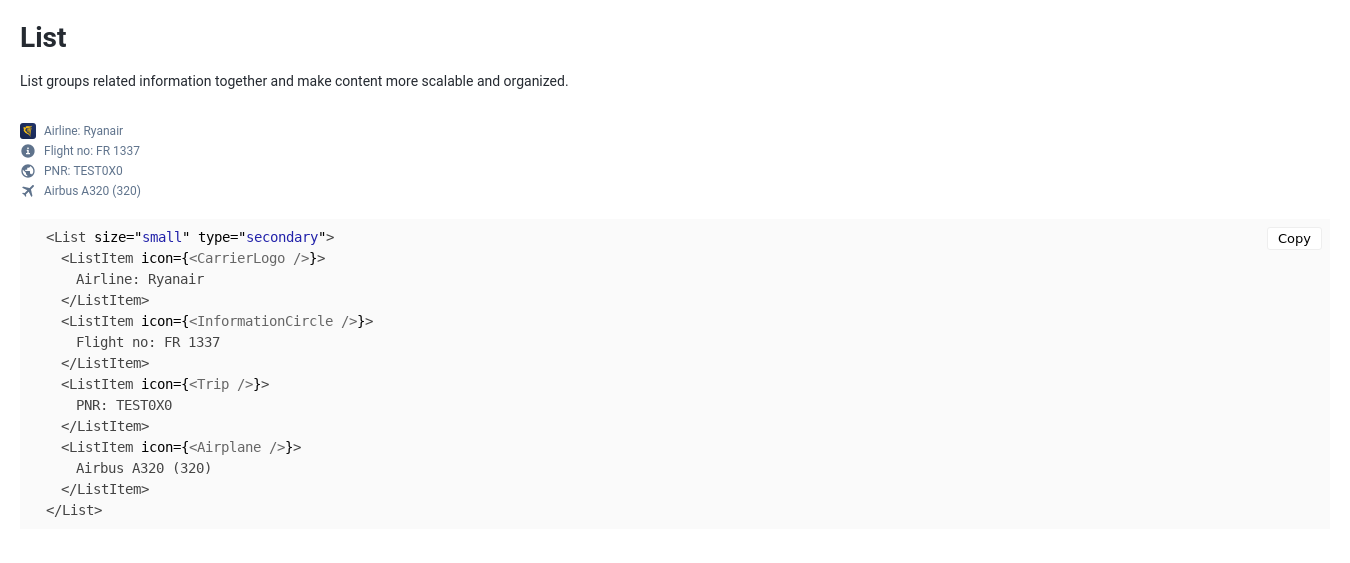 List
List groups related information together and make content more scalable and organized.
Airline: Ryanair
Flight no: FR 1337
PNR: TEST0X0
Airbus A320 (320)
Copy
<List size="small" type="secondary">
  <ListItem icon={<CarrierLogo />}>
    Airline: Ryanair
  </ListItem>
  <ListItem icon={<InformationCircle />}>
    Flight no: FR 1337
  </ListItem>
  <ListItem icon={<Trip />}>
    PNR: TEST0X0
  </ListItem>
  <ListItem icon={<Airplane />}>
    Airbus A320 (320)
  </ListItem>
</List>